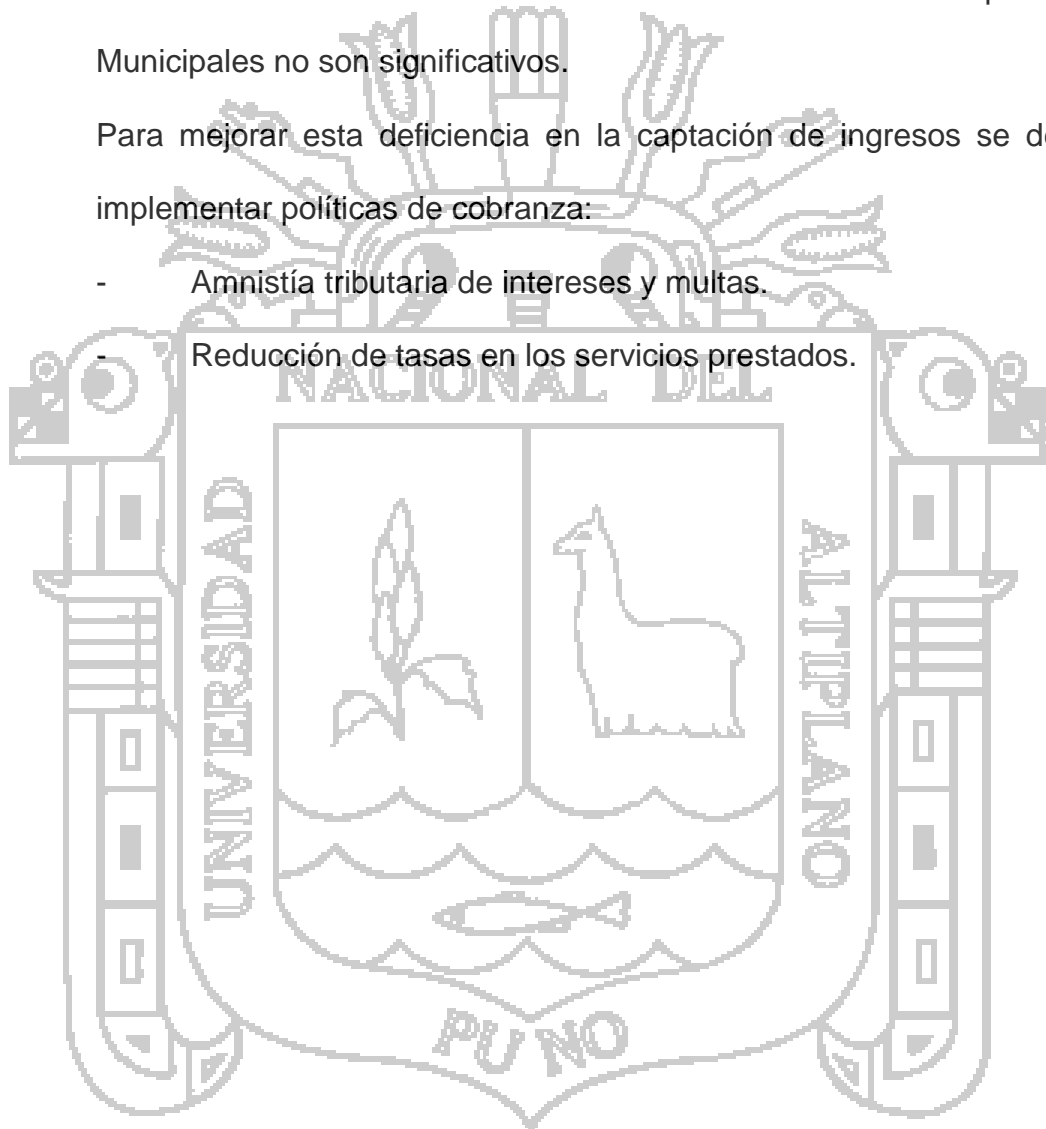 Municipales no son significativos.
Para mejorar esta deficiencia en la captación de ingresos se
implementar políticas de cobranza:
- Amnistía tributaria de intereses y multas.
- Reducción de tasas en los servicios prestados.
NACIONAL DEL
UNIVERSIDAD
ALTIPLANO
PUNO